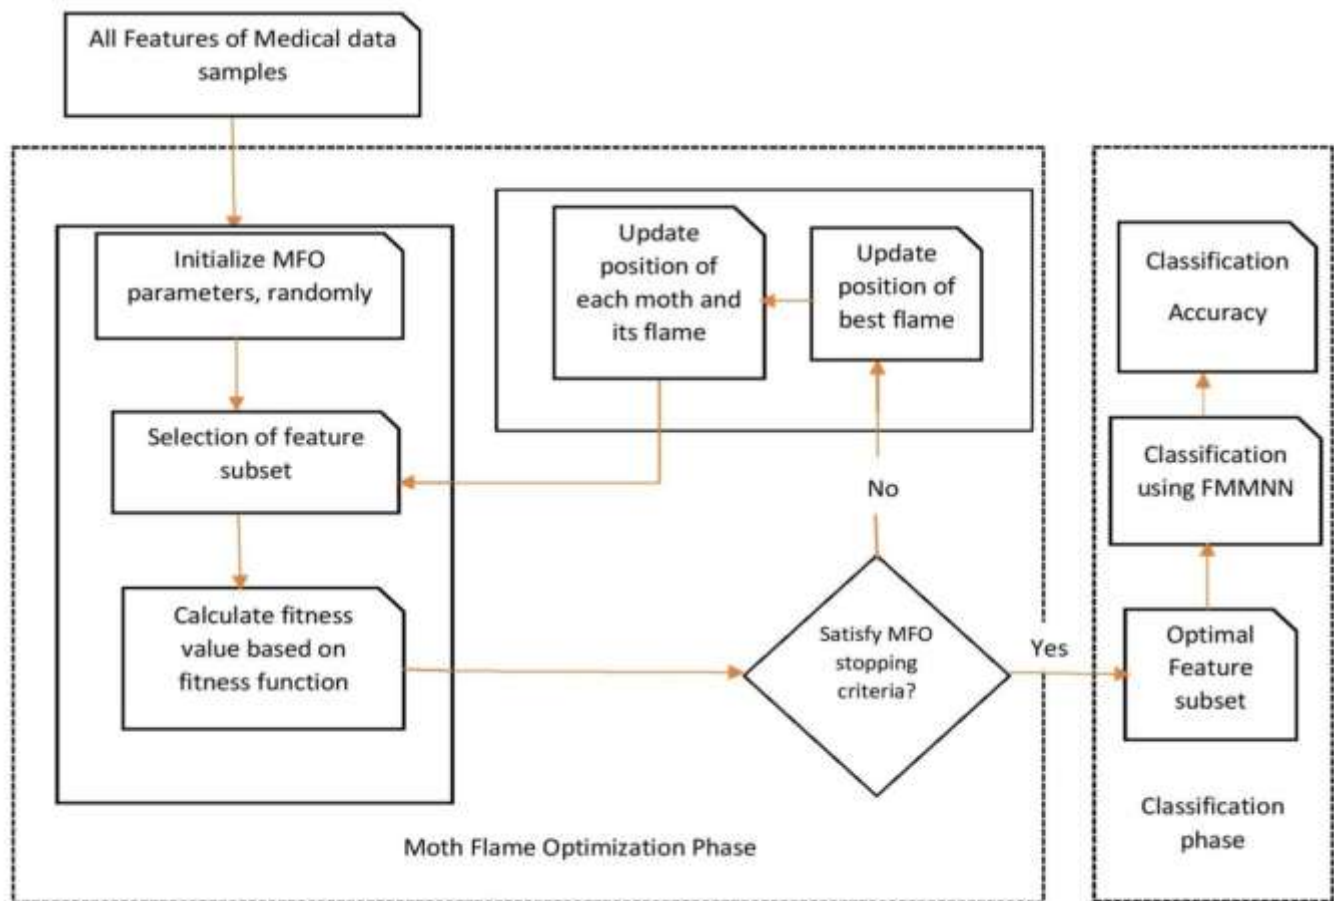 All Features of Medical data
samples
Initialize MFO
parameters, randomly
Selection of feature
subset
Calculate fitness
value based on
fitness function
Update
position of
each moth and
its flame
Update
position of
best flame
No
Satisfy MFO
stopping
criteria?
Yes
Moth Flame Optimization Phase
Classification
Accuracy
Classification
using FMMNN
Optimal
Feature
subset
Classification
phase